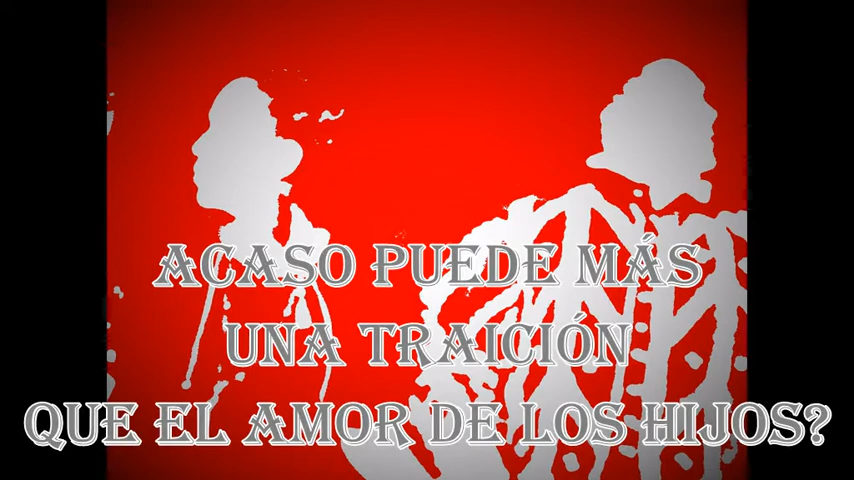 ACASO PUEDE MÁS
UNA TRAICIÓN
QUE EL AMOR DE LOS HIJOS?